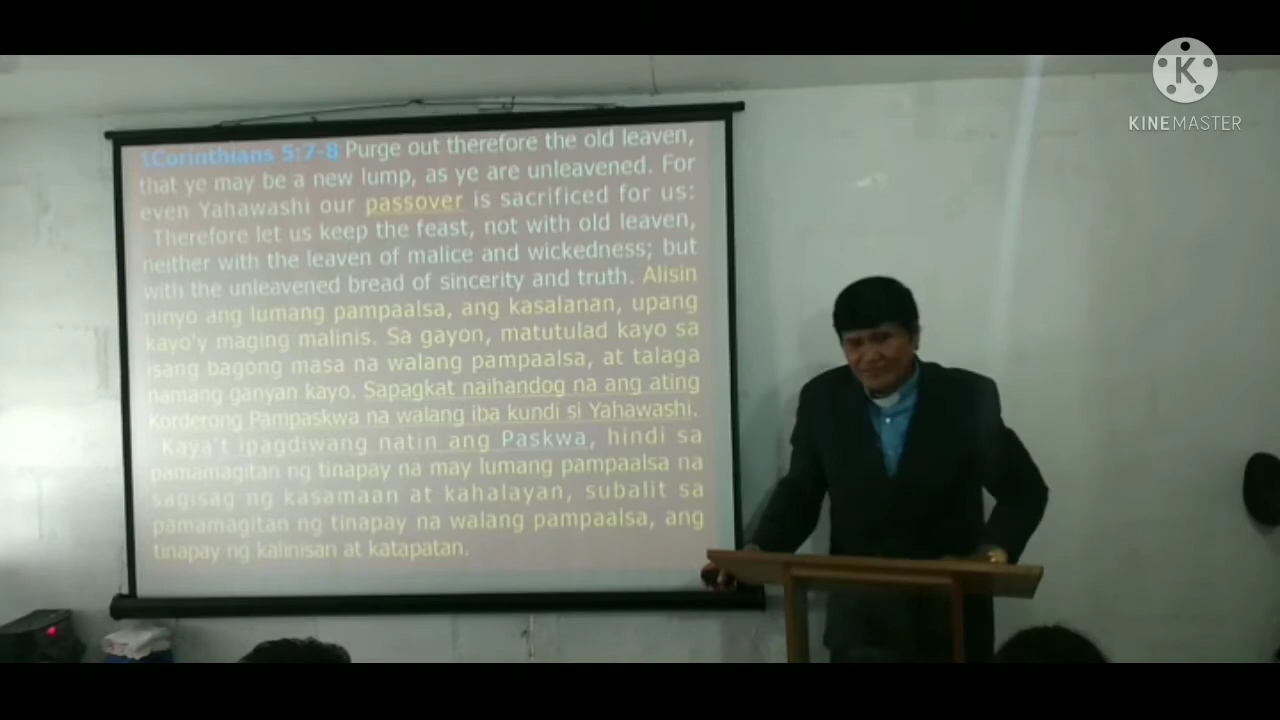 1Corinthians 5:7-8 Purge out therefore the old leaven,
that ye may be a new lump, as ye are unleavened. For
even Yahawashi our passover is sacrificed for us:
Therefore let us keep the feast, not with old leaven,
neither with the leaven of malice and wickedness; but
with the unleavened bread of sincerity and truth. Alisin
ninyo ang lumang pampaalsa, ang kasalanan, upang
kayo'y maging malinis. Sa gayon, matutulad kayo sa
isang bagong masa na walang pampaalsa, at talaga
namang ganyan kayo. Sapagkat naihandog na ang ating
Korderong Pampaskwa na walang iba kundi si Yahawashi.
Kaya't ipagdiwang natin ang Paskwa, hindi sa
pamamagitan ng tinapay na may lumang pampaalsa na
sagisag ng kasamaan at kahalayan, subalit sa
pamamagitan ng tinapay na walang pampaalsa, ang
tinapay ng kalinisan at katapatan.
K
KINEMASTER